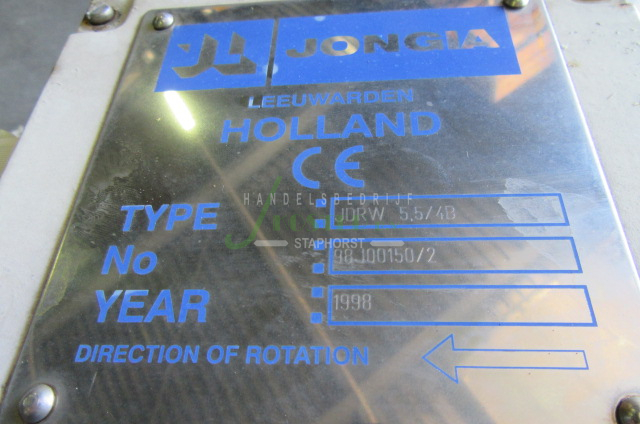 JONGIA
LEEUWARDEN
HOLLAND
CE
HANDELSBEDRIJF
STAPHORST
TYPE : JDRW 5,5/4B
No : 98J00150/2
YEAR : 1998
DIRECTION OF ROTATION